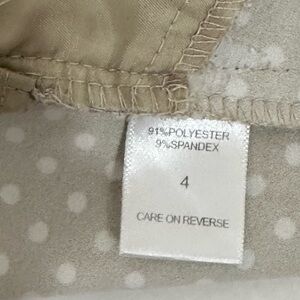 91%POLYESTER
9%SPANDEX
4
CARE ON REVERSE